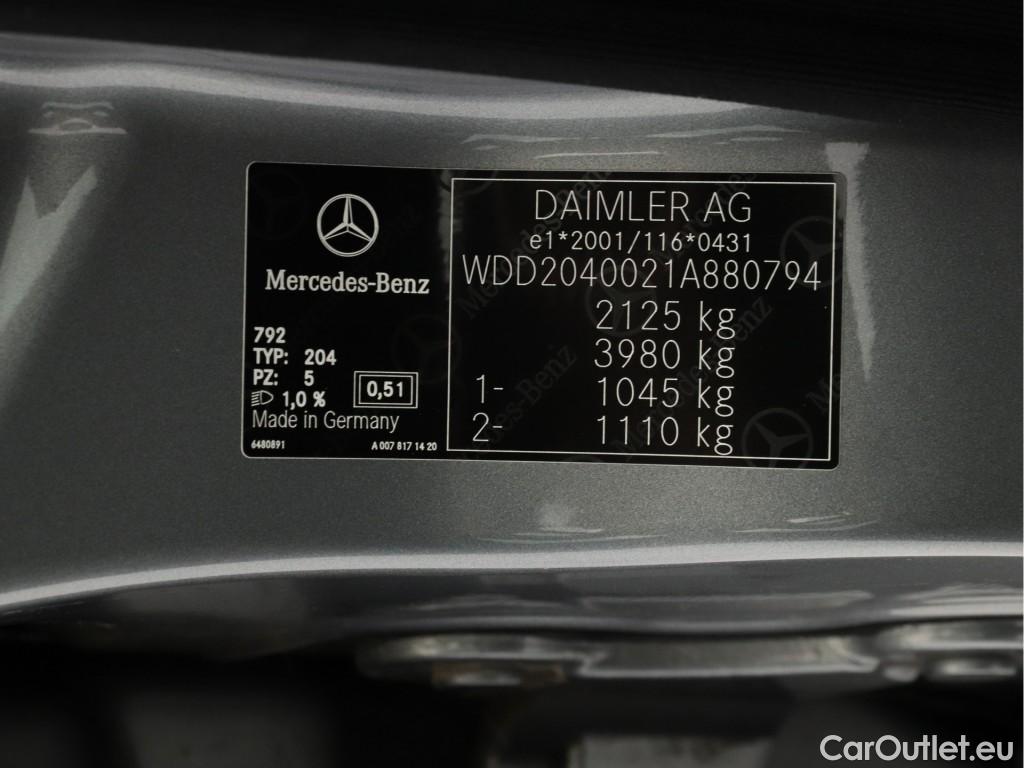 Mercedes-Benz
792
TYP: 204
PZ: 5
1,0 %
0,51
Made in Germany
6480891
A 007 817 14 20
DAIMLER AG
e1*2001/116*0431
WDD2040021A880794
2125 kg
3980 kg
1- 1045 kg
2- 1110 kg
CarOutlet.eu